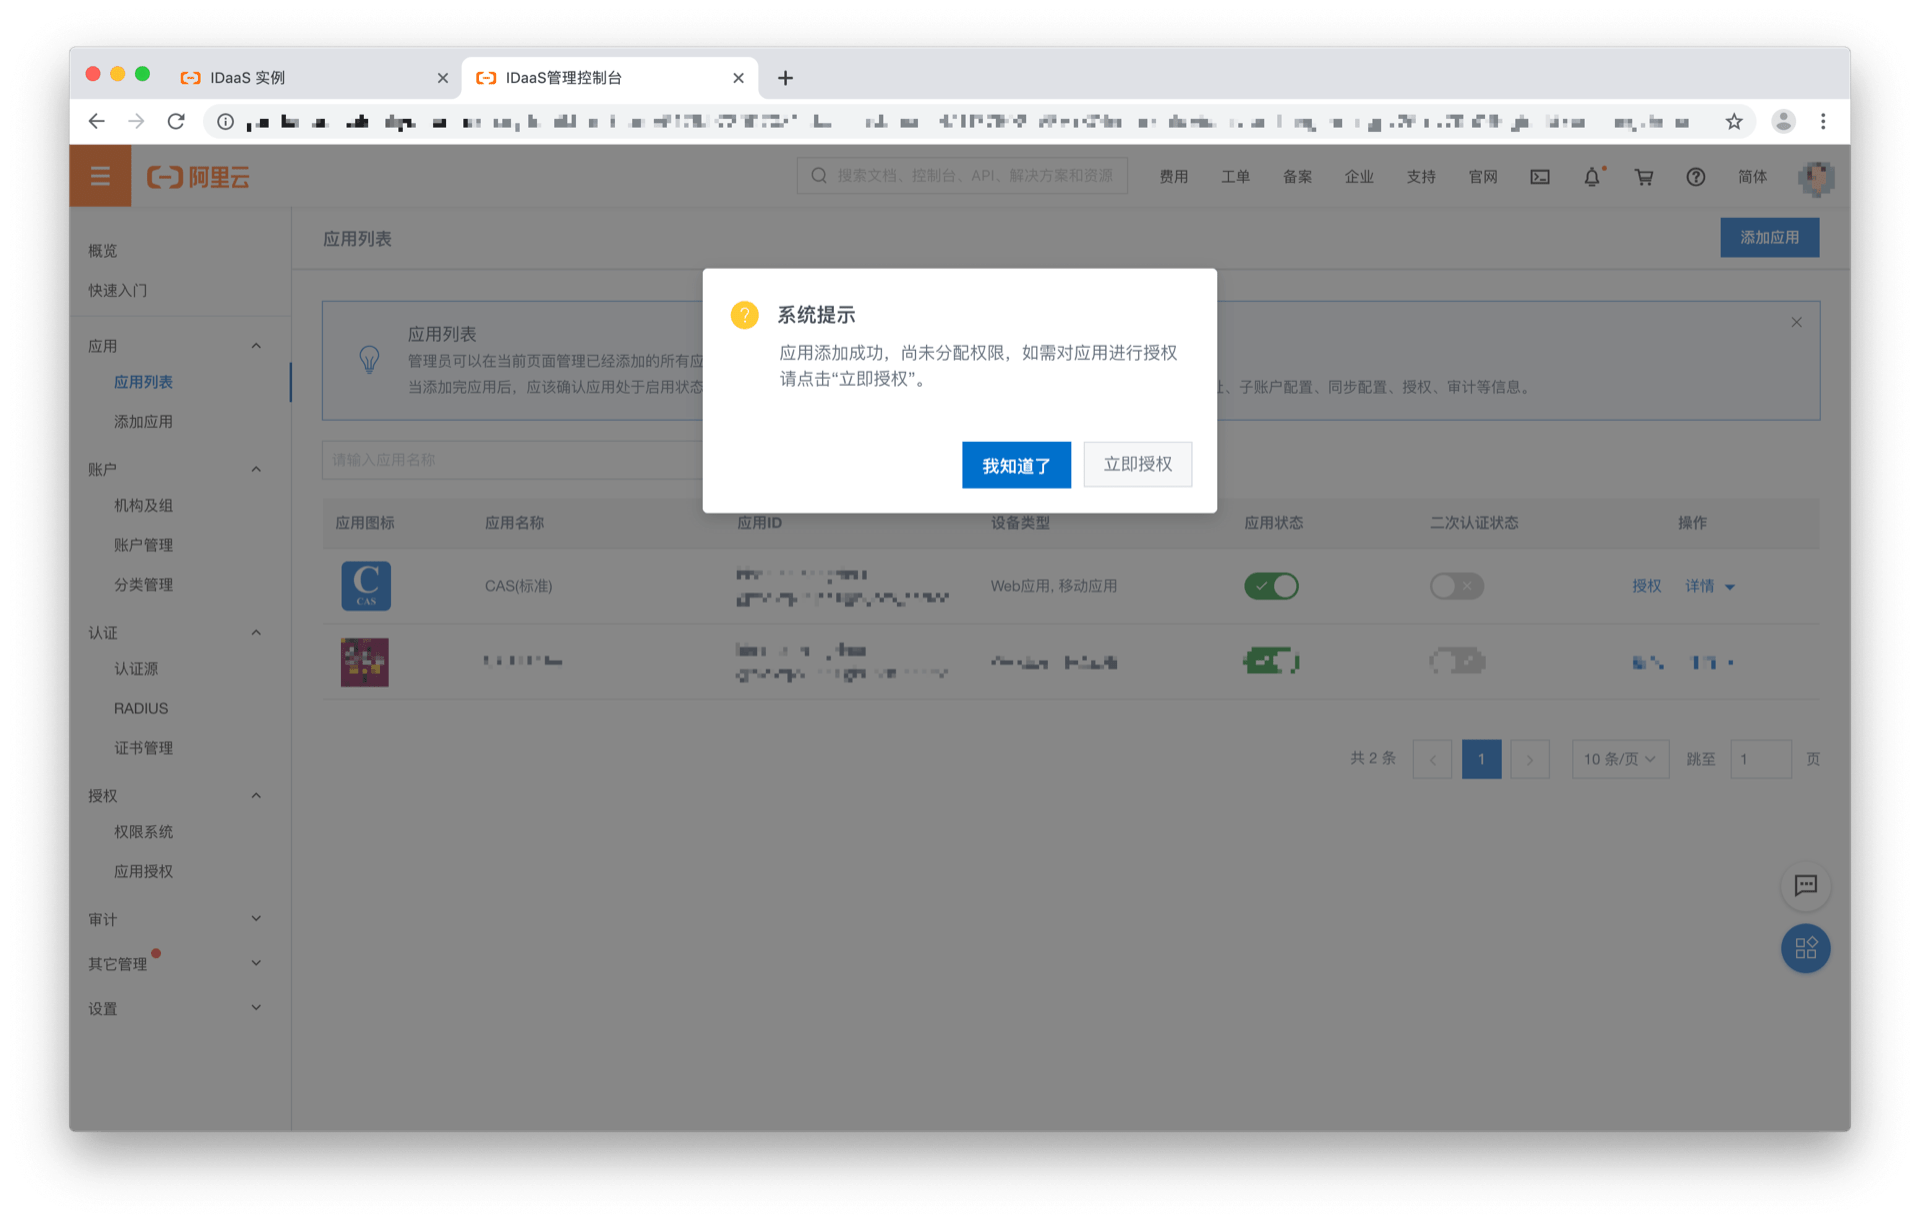 IDaaS 实例
IDaaS管理控制台
阿里云
搜索文档、控制台、API、解决方案和资源
费用
工单
备案
企业
支持
官网
简体
概览
快速入门
应用
应用列表
添加应用
账户
机构及组
账户管理
分类管理
认证
认证源
RADIUS
证书管理
授权
权限系统
应用授权
审计
其它管理
设置
应用列表
添加应用
应用列表
管理员可以在当前页面管理已经添加的所有应
当添加完应用后，应该确认应用处于启用状态
、子账户配置、同步配置、授权、审计等信息。
系统提示
应用添加成功，尚未分配权限，如需对应用进行授权
请点击“立即授权”。
我知道了
立即授权
请输入应用名称
应用图标
应用名称
应用ID
设备类型
应用状态
二次认证状态
操作
C
CAS
CAS(标准)
Web应用, 移动应用
授权
详情
共 2 条
1
10 条/页
跳至
1
页